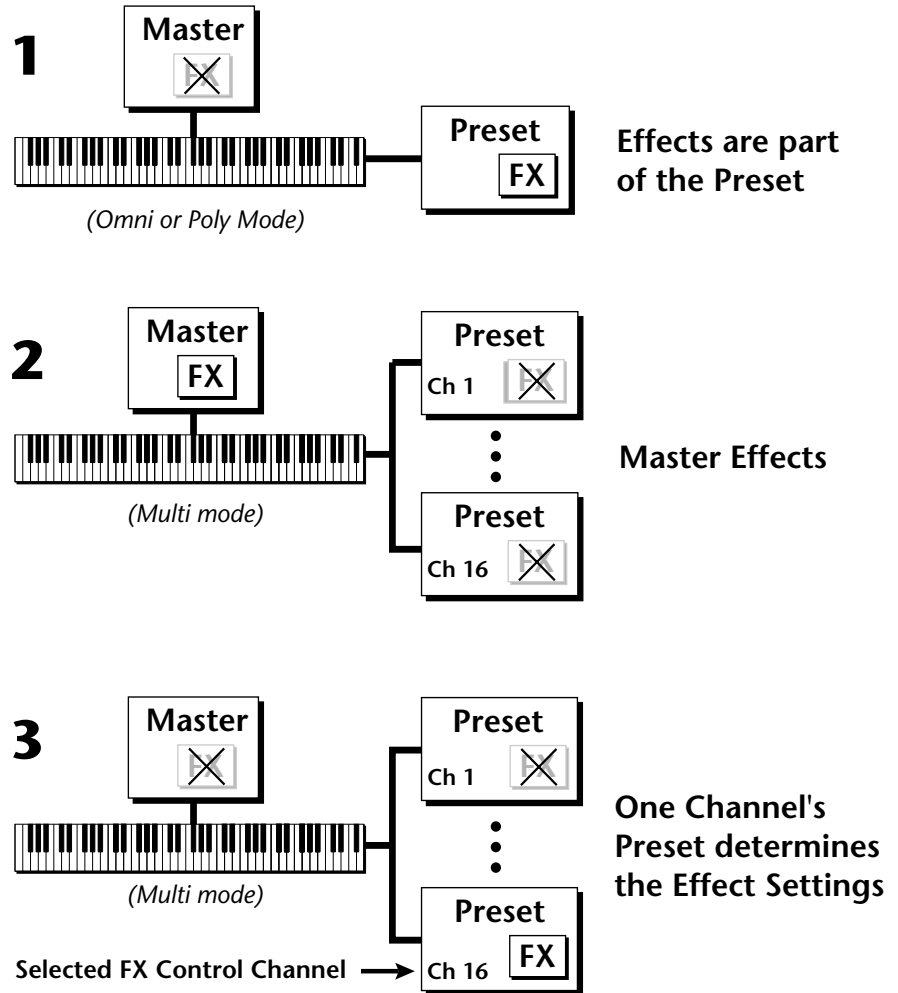 1
Master
FX
Preset
FX
(Omni or Poly Mode)
Effects are part
of the Preset
2
Master
FX
(Multi mode)
Preset
Ch 1
FX
Preset
Ch 16
FX
Master Effects
3
Master
FX
(Multi mode)
Preset
Ch 1
FX
Preset
Ch 16
FX
Selected FX Control Channel
One Channel's
Preset determines
the Effect Settings